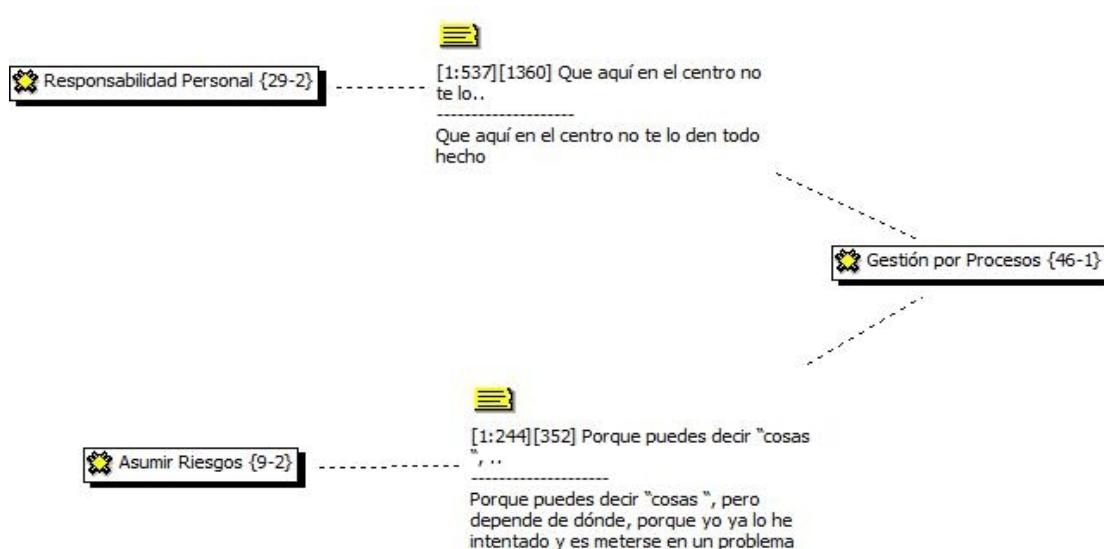 Responsabilidad Personal {29-2}
[1:537][1360] Que aquí en el centro no
te lo..
--------------------
Que aquí en el centro no te lo den todo
hecho
Gestión por Procesos {46-1}
Asumir Riesgos {9-2}
[1:244][352] Porque puedes decir “cosas
“, ..
--------------------
Porque puedes decir “cosas “, pero
depende de dónde, porque yo ya lo he
intentado y es meterse en un problema